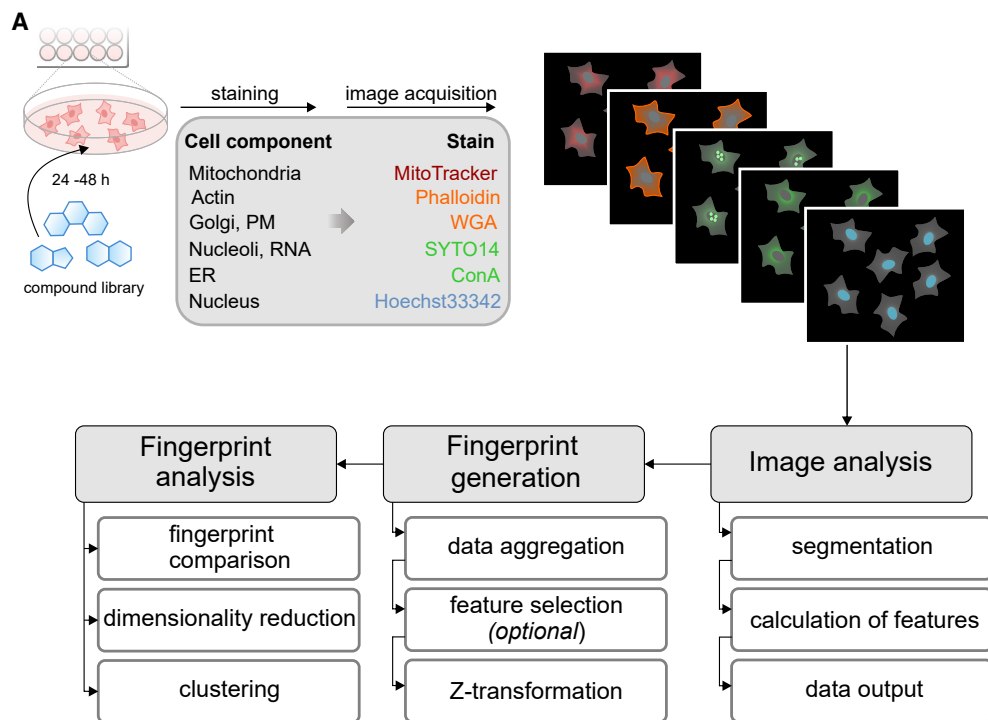 A
staining
image acquisition
24 -48 h
compound library
Cell component Stain
Mitochondria MitoTracker
Actin Phalloidin
Golgi, PM WGA
Nucleoli, RNA SYTO14
ER ConA
Nucleus Hoechst33342
Fingerprint
analysis
fingerprint
comparison
dimensionality reduction
clustering
Fingerprint
generation
data aggregation
feature selection
(optional)
Z-transformation
Image analysis
segmentation
calculation of features
data output